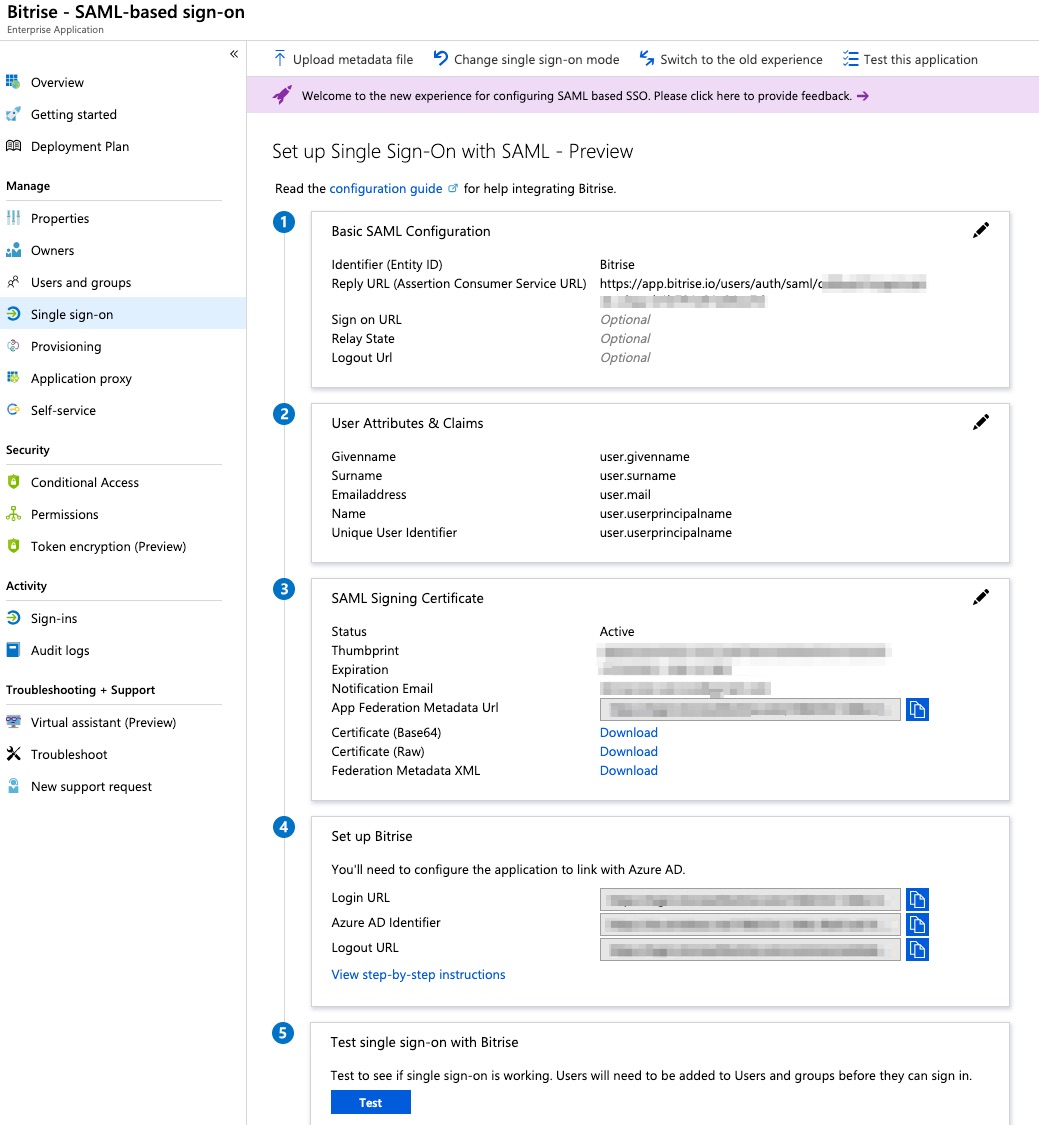 Bitrise - SAML-based sign-on
Enterprise Application
«
Overview
Getting started
Deployment Plan
Manage
Properties
Owners
Users and groups
Single sign-on
Provisioning
Application proxy
Self-service
Security
Conditional Access
Permissions
Token encryption (Preview)
Activity
Sign-ins
Audit logs
Troubleshooting + Support
Virtual assistant (Preview)
Troubleshoot
New support request
Upload metadata file Change single sign-on mode Switch to the old experience Test this application
Welcome to the new experience for configuring SAML based SSO. Please click here to provide feedback. →
Set up Single Sign-On with SAML - Preview
Read the configuration guide for help integrating Bitrise.
1 Basic SAML Configuration
Identifier (Entity ID) Bitrise
Reply URL (Assertion Consumer Service URL) https://app.bitrise.io/users/auth/saml/
Sign on URL Optional
Relay State Optional
Logout Url Optional
2 User Attributes & Claims
Givenname user.givenname
Surname user.surname
Emailaddress user.mail
Name user.userprincipalname
Unique User Identifier user.userprincipalname
3 SAML Signing Certificate
Status Active
Thumbprint
Expiration
Notification Email
App Federation Metadata Url
Certificate (Base64) Download
Certificate (Raw) Download
Federation Metadata XML Download
4 Set up Bitrise
You'll need to configure the application to link with Azure AD.
Login URL
Azure AD Identifier
Logout URL
View step-by-step instructions
5 Test single sign-on with Bitrise
Test to see if single sign-on is working. Users will need to be added to Users and groups before they can sign in.
Test